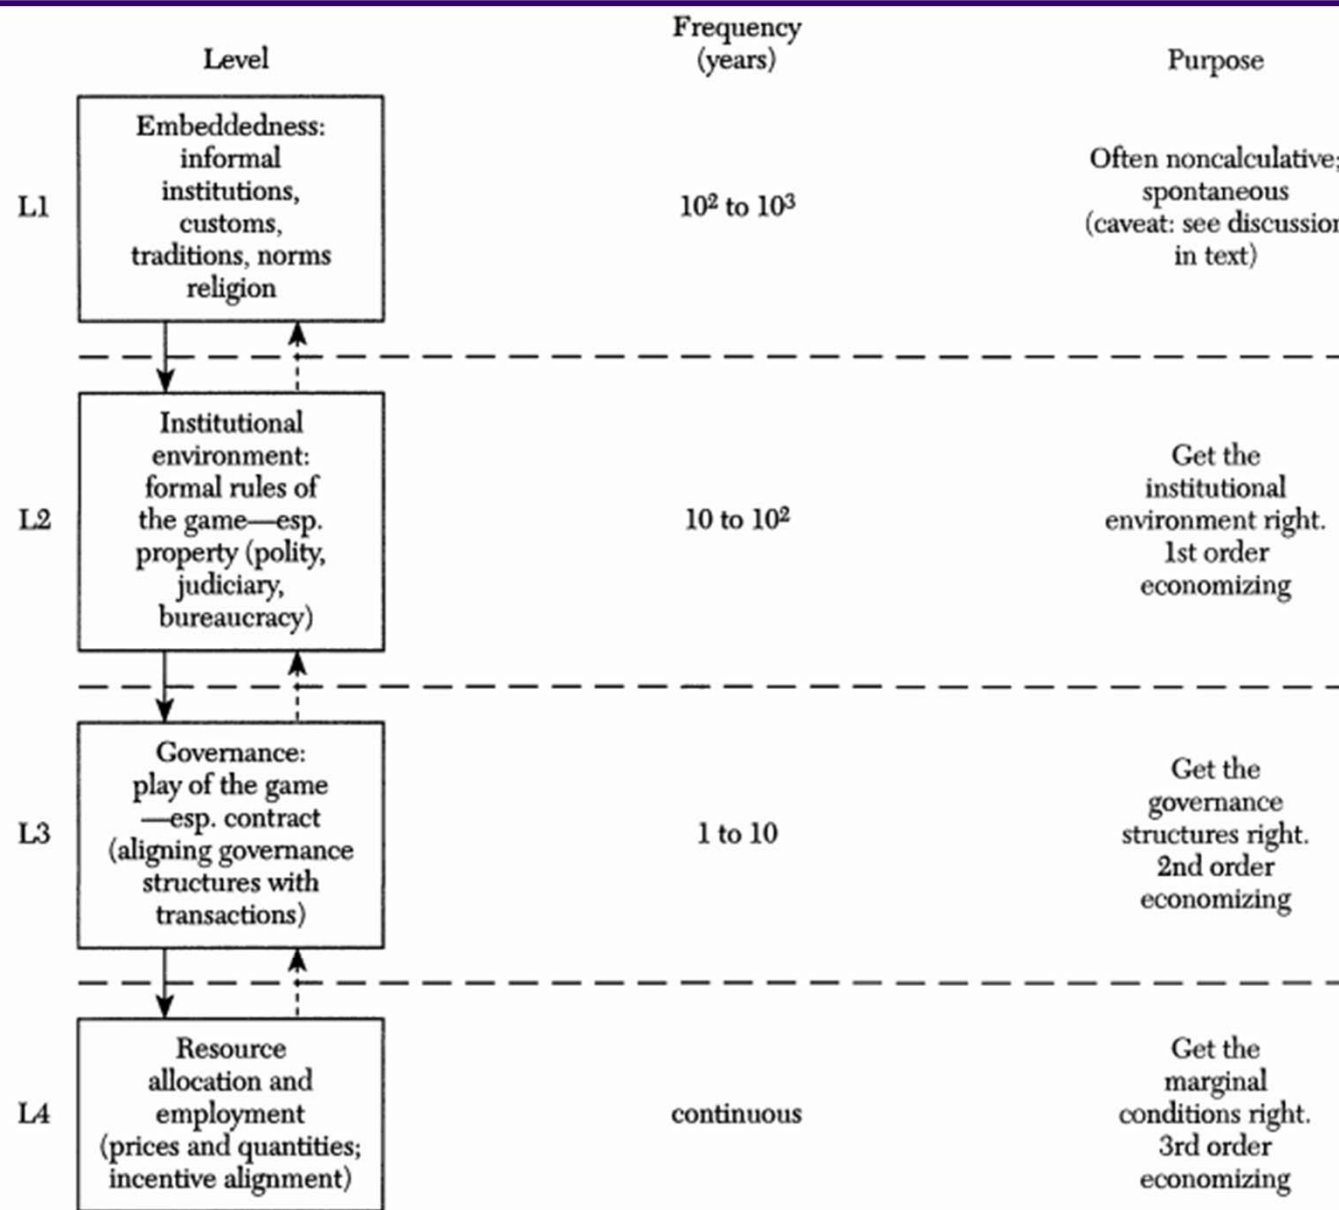 Level
Frequency
(years)
Purpose
L1
Embeddedness:
informal
institutions,
customs,
traditions, norms
religion
10² to 10³
Often noncalculative;
spontaneous
(caveat: see discussion
in text)
L2
Institutional
environment:
formal rules of
the game—esp.
property (polity,
judiciary,
bureaucracy)
10 to 10²
Get the
institutional
environment right.
1st order
economizing
L3
Governance:
play of the game
—esp. contract
(aligning governance
structures with
transactions)
1 to 10
Get the
governance
structures right.
2nd order
economizing
L4
Resource
allocation and
employment
(prices and quantities;
incentive alignment)
continuous
Get the
marginal
conditions right.
3rd order
economizing